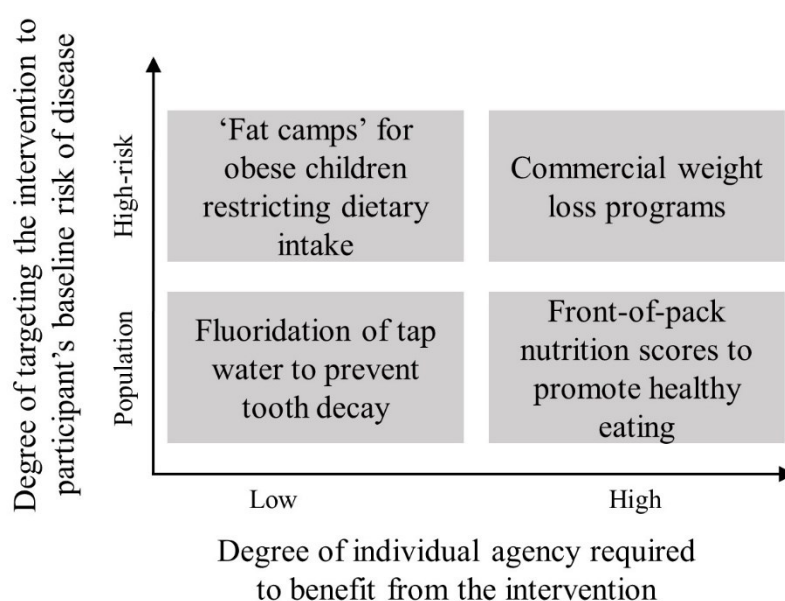 Degree of targeting the intervention to
participant’s baseline risk of disease
High-risk
Population
‘Fat camps’ for
obese children
restricting dietary
intake
Commercial weight
loss programs
Fluoridation of tap
water to prevent
tooth decay
Front-of-pack
nutrition scores to
promote healthy
eating
Low
High
Degree of individual agency required
to benefit from the intervention